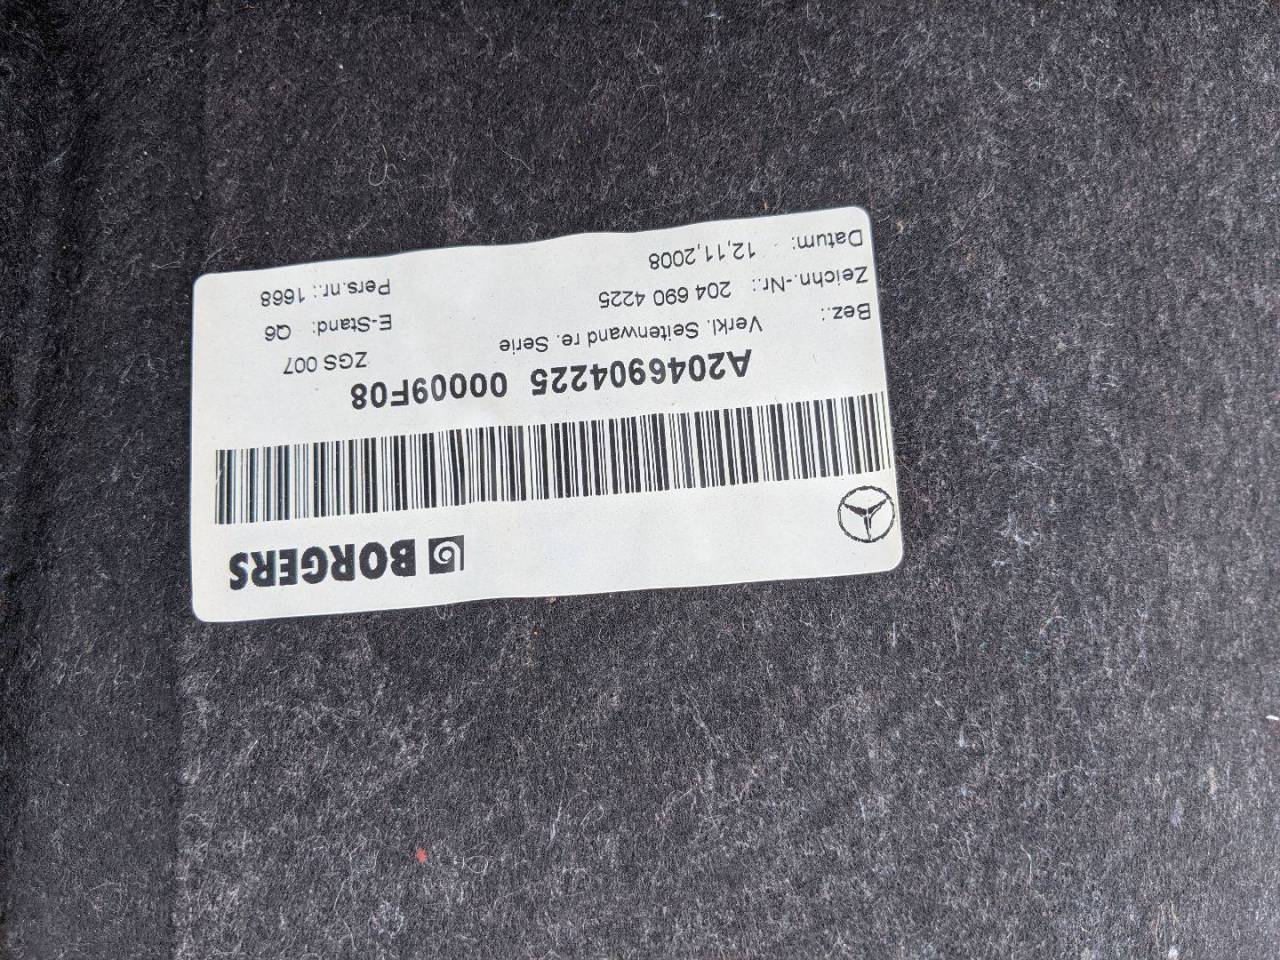 BORGERS
A2046904225 00009F08
ZGS 007
Bez.: Verkl. Seitenwand re. Serie
E-Stand: Q6
Zeichn.-Nr.: 204 690 4225
Pers.nr.: 1668
Datum: 12,11,2008